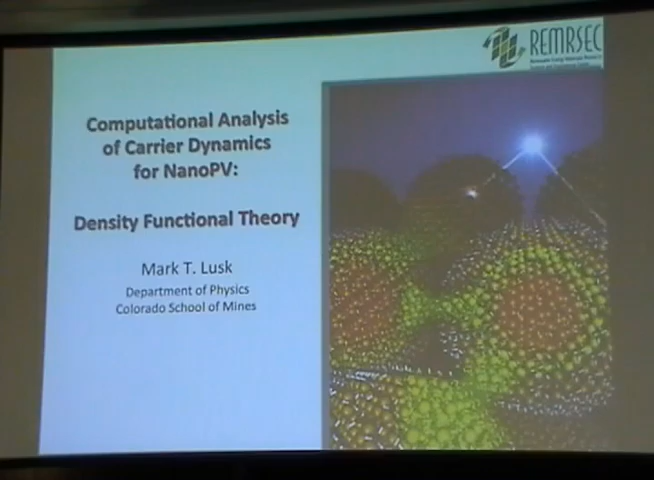 REMRSEC
Computational Analysis
of Carrier Dynamics
for NanoPV:
Density Functional Theory
Mark T. Lusk
Department of Physics
Colorado School of Mines